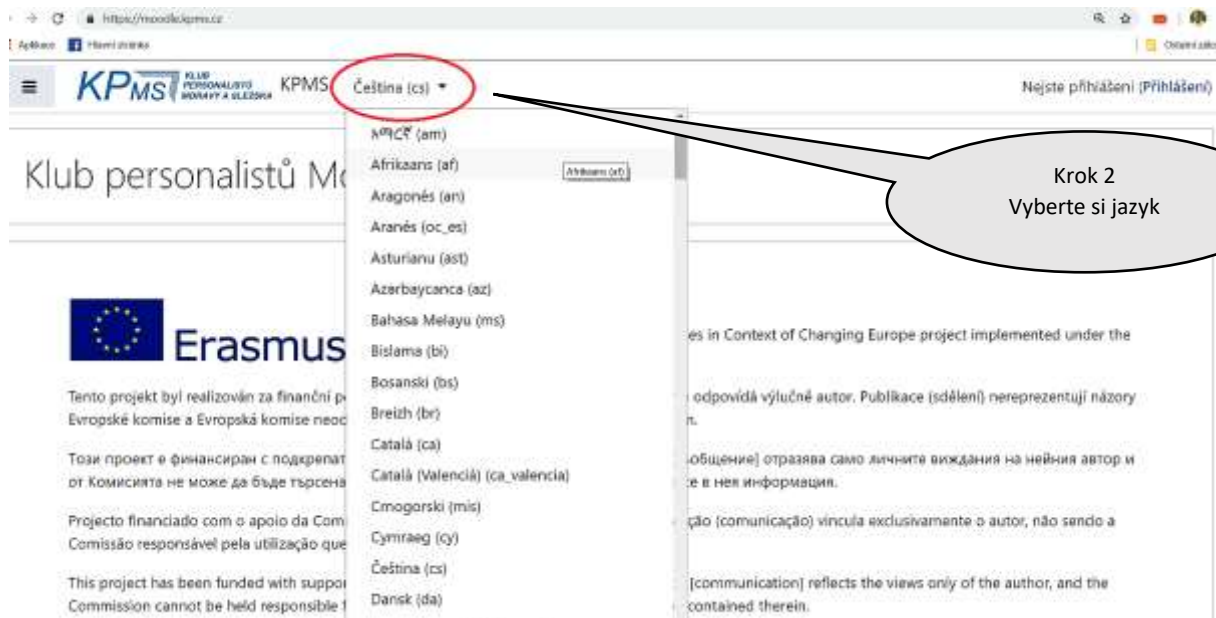 https://moodle.kpms.cz
Aplikace Hlavní stránka
KPMS KLUB PERSONALISTŮ MORAVY A SLEZSKA KPMS Čeština (cs) Nejste přihlášeni (Přihlášení)
አማርኛ (am)
Afrikaans (af)
Afrikaans (af)
Aragonés (an)
Aranés (oc_es)
Asturianu (ast)
Azərbaycanca (az)
Bahasa Melayu (ms)
Bislama (bi)
Bosanski (bs)
Breizh (br)
Català (ca)
Català (Valencià) (ca_valencia)
Crnogorski (mis)
Cymraeg (cy)
Čeština (cs)
Dansk (da)
Krok 2
Vyberte si jazyk
Klub personalistů Mo
Erasmus
es in Context of Changing Europe project implemented under the
Tento projekt byl realizován za finanční odpovídá výlučně autor. Publikace (sdělení) nereprezentují názory
Evropské komise a Evropská komise
Този проект е финансиран с подкрепат отразява само личните виждания на нейния автор и
от Комисията не може да бъде търсена в нея информация.
Projecto financiado com o apoio da Com ção (comunicação) vincula exclusivamente o autor, não sendo a
Comissão responsável pela utilização que
This project has been funded with suppor [communication] reflects the views only of the author, and the
Commission cannot be held responsible contained therein.